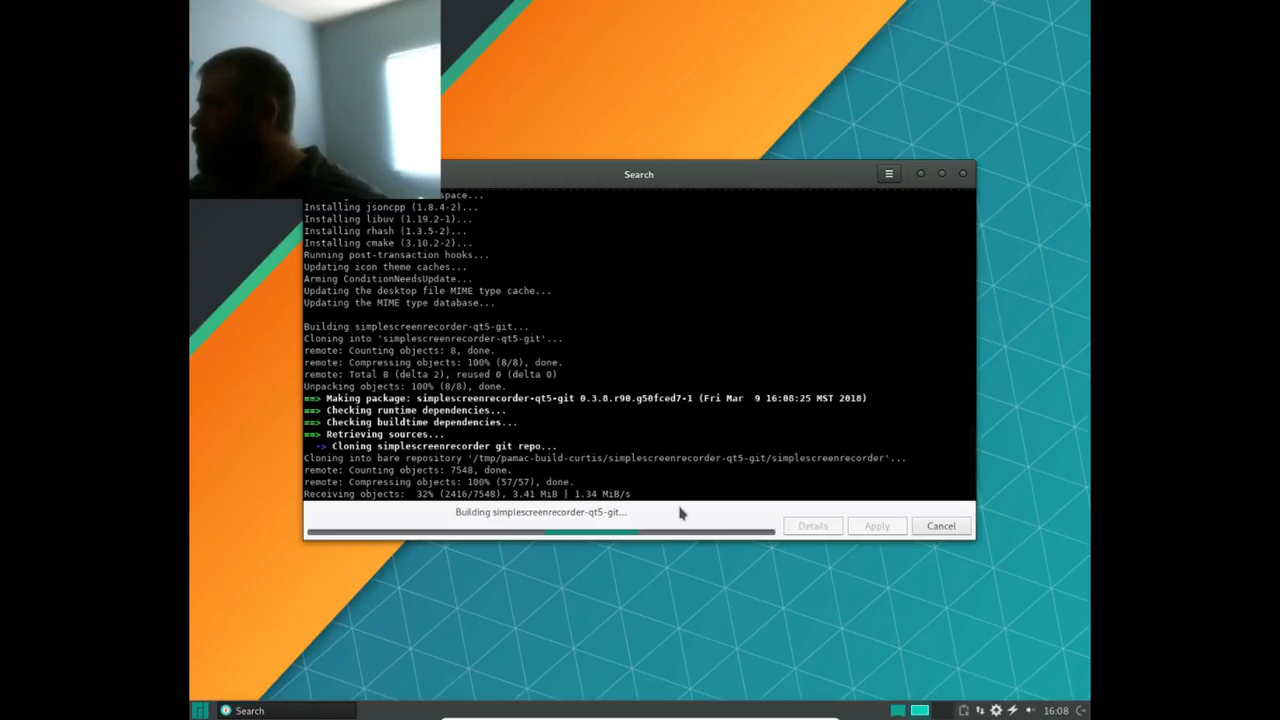 Search
space...
Installing jsoncpp (1.8.4-2)...
Installing libuv (1.19.2-1)...
Installing rhash (1.3.5-2)...
Installing cmake (3.10.2-2)...
Running post-transaction hooks...
Updating icon theme caches...
Arming ConditionNeedsUpdate...
Updating the desktop file MIME type cache...
Updating the MIME type database...
Building simplescreenrecorder-qt5-git...
Cloning into 'simplescreenrecorder-qt5-git'...
remote: Counting objects: 8, done.
remote: Compressing objects: 100% (8/8), done.
remote: Total 8 (delta 2), reused 0 (delta 0)
Unpacking objects: 100% (8/8), done.
==> Making package: simplescreenrecorder-qt5-git 0.3.8.r90.g50fced7-1 (Fri Mar  9 16:08:25 MST 2018)
==> Checking runtime dependencies...
==> Checking buildtime dependencies...
==> Retrieving sources...
-> Cloning simplescreenrecorder git repo...
Cloning into bare repository '/tmp/pamac-build-curtis/simplescreenrecorder-qt5-git/simplescreenrecorder'...
remote: Counting objects: 7548, done.
remote: Compressing objects: 100% (57/57), done.
Receiving objects:  32% (2416/7548), 3.41 MiB | 1.34 MiB/s
Building simplescreenrecorder-qt5-git...
Details Apply Cancel
Search 16:08